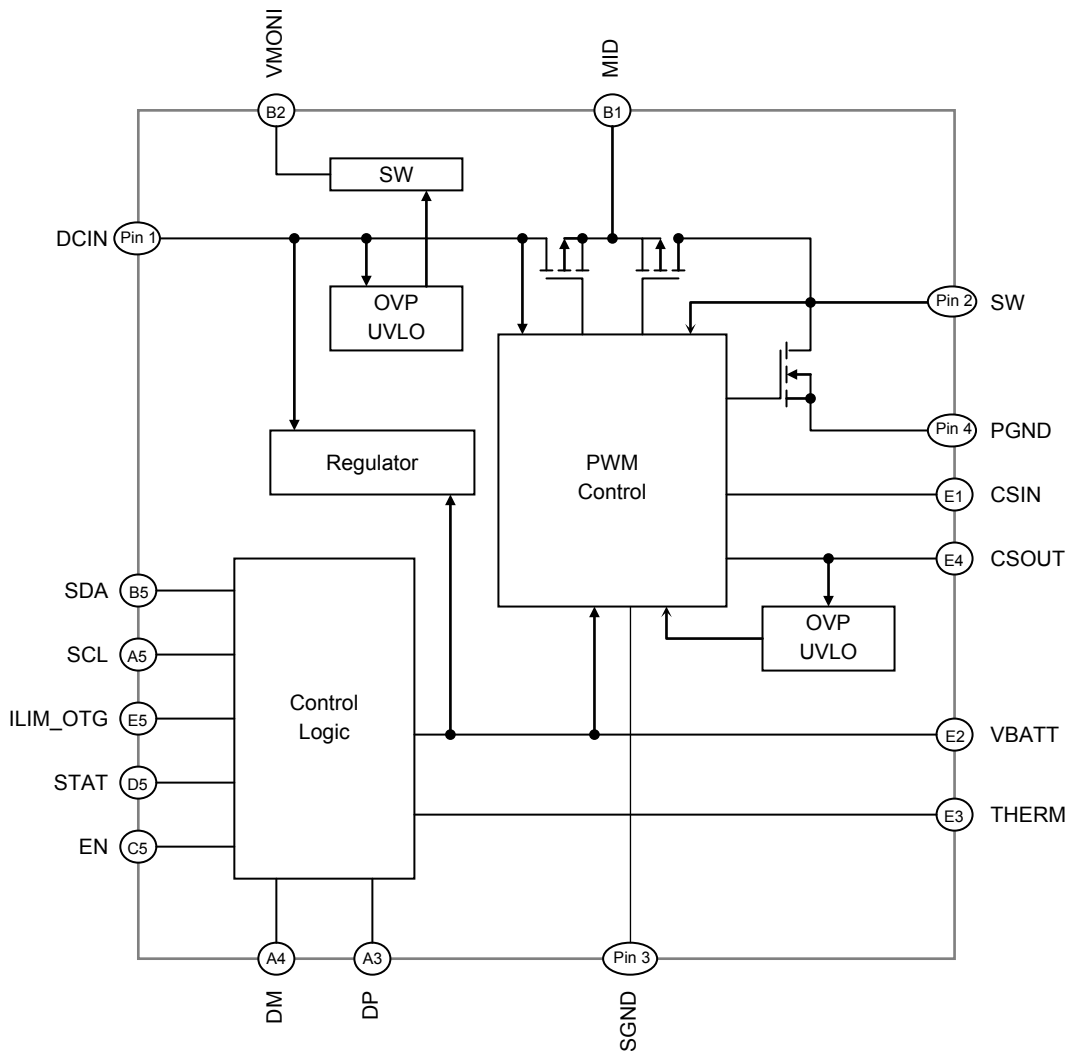 VMONI
MID
B2
B1
SW
DCIN
Pin 1
OVP
UVLO
Pin 2
SW
Pin 4
PGND
Regulator
PWM
Control
E1
CSIN
E4
CSOUT
SDA
B5
OVP
UVLO
SCL
A5
Control
Logic
ILIM_OTG
E5
E2
VBATT
STAT
D5
E3
THERM
EN
C5
A4
A3
Pin 3
DM
DP
SGND